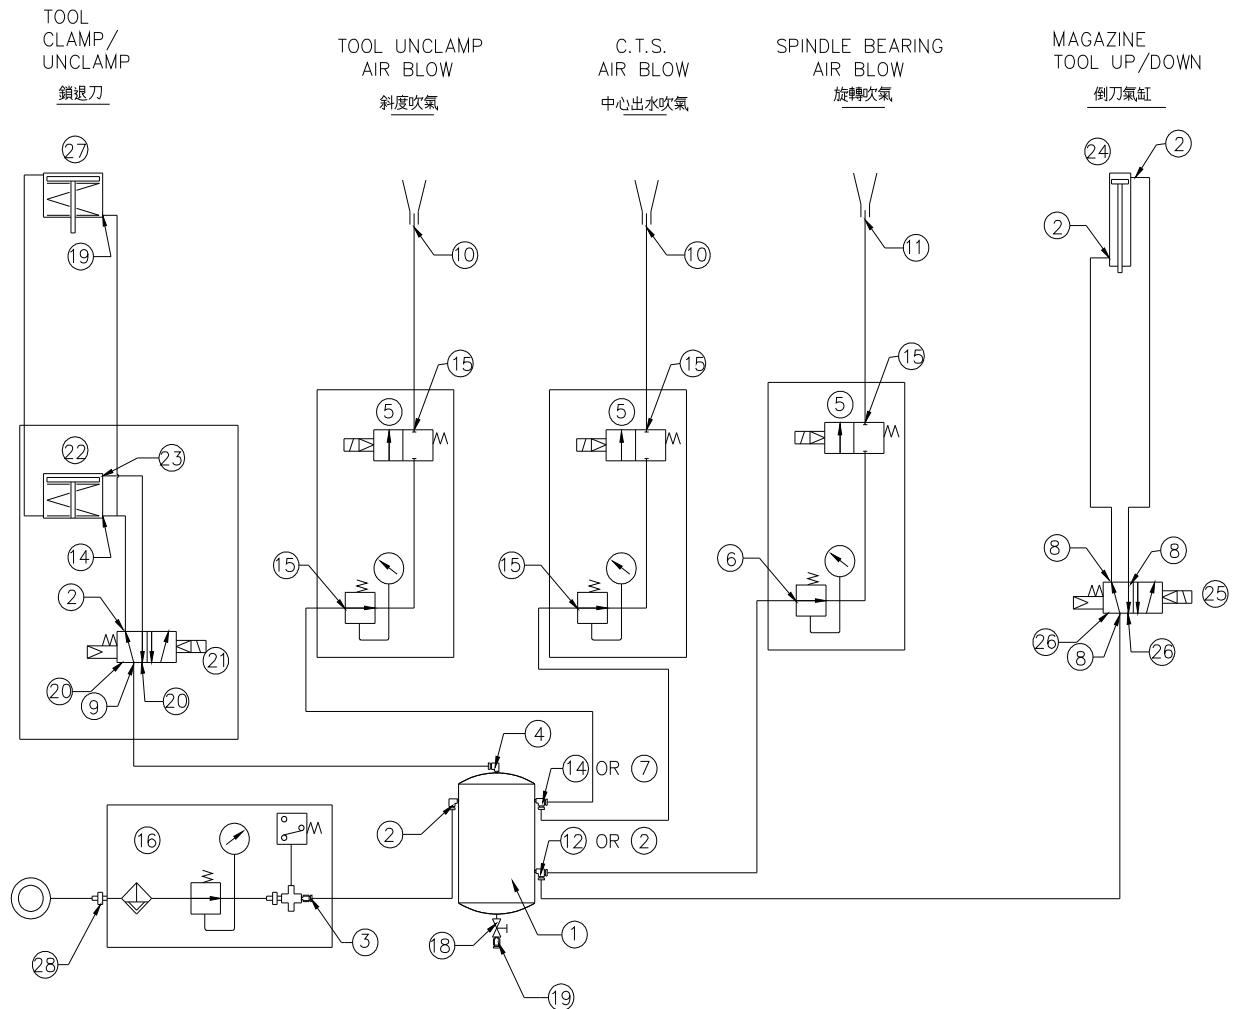 TOOL
CLAMP/
UNCLAMP
鎖退刀
TOOL UNCLAMP
AIR BLOW
斜度吹氣
C.T.S.
AIR BLOW
中心出水吹氣
SPINDLE BEARING
AIR BLOW
旋轉吹氣
MAGAZINE
TOOL UP/DOWN
倒刀氣缸
27
24
2
19
10
10
11
2
15
15
15
5
5
5
22
23
14
15
15
6
8
8
2
25
21
26
8
26
20
9
20
4
14 OR 7
2
12 OR 2
16
3
18
1
28
19